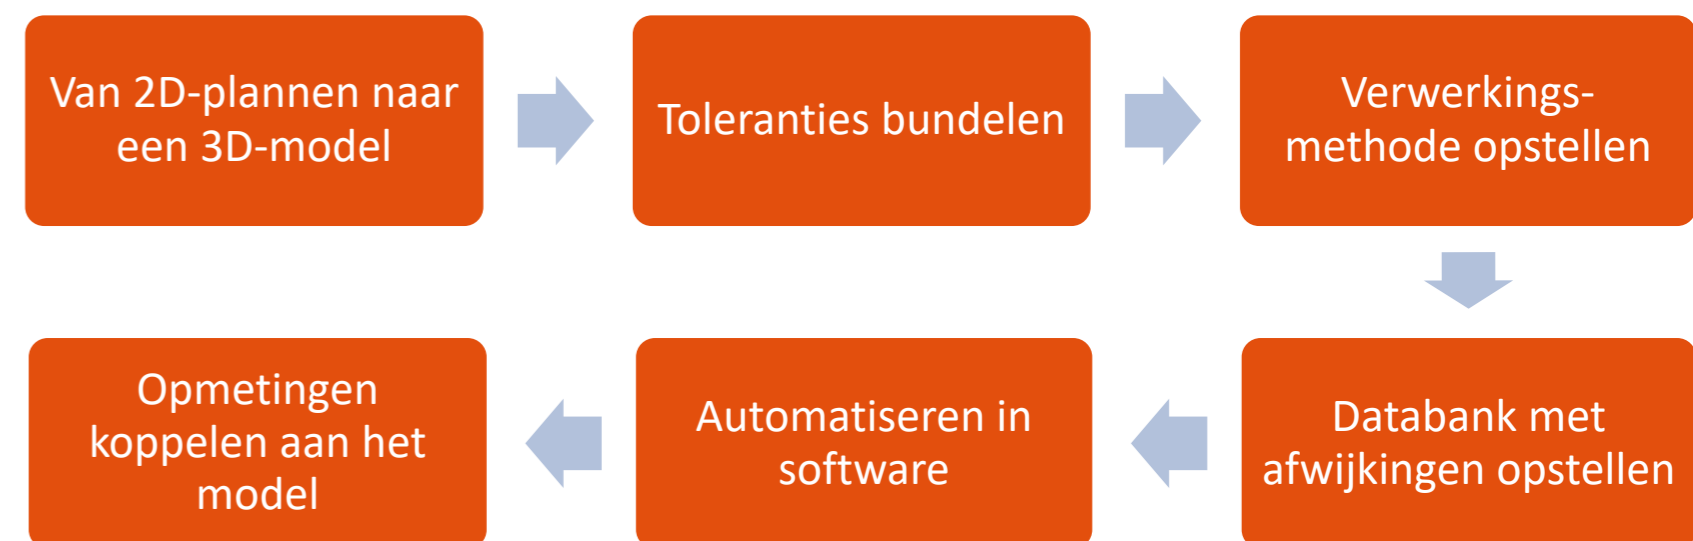 Van 2D-plannen naar
een 3D-model
Toleranties bundelen
Verwerkings-
methode opstellen
Databank met
afwijkingen opstellen
Automatiseren in
software
Opmetingen
koppelen aan het
model